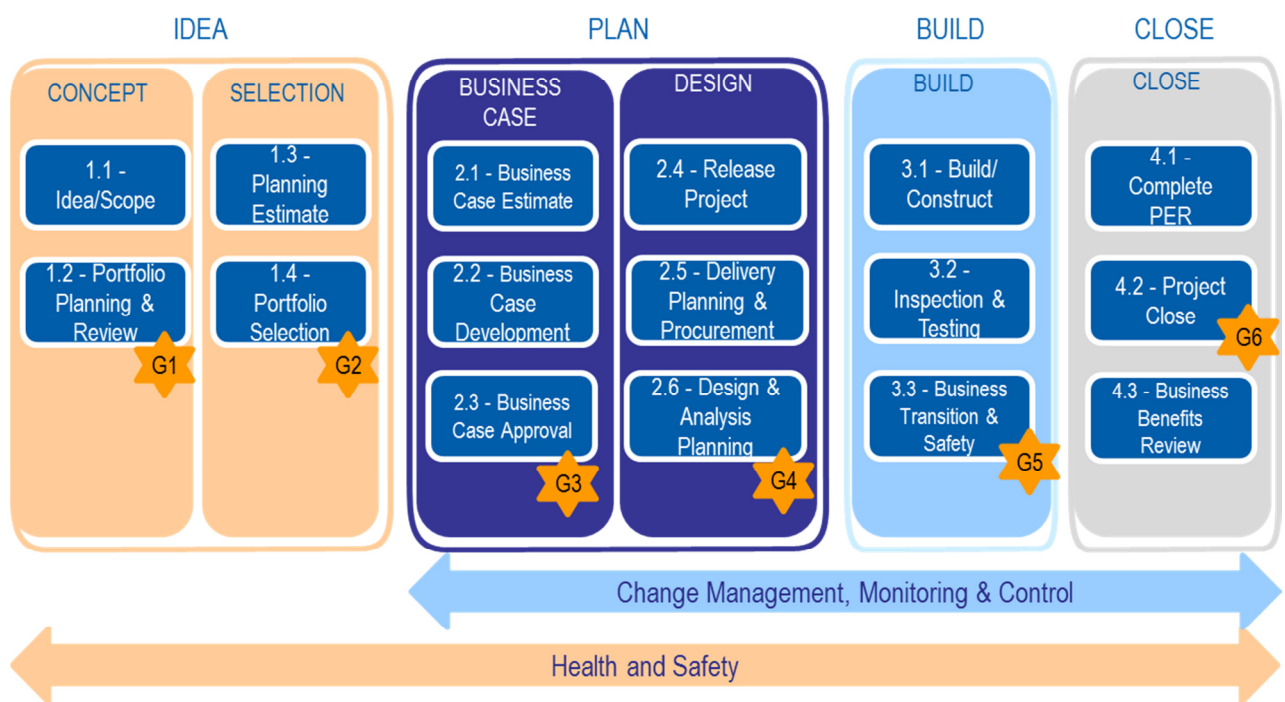 IDEA
PLAN
BUILD
CLOSE
CONCEPT
SELECTION
BUSINESS
CASE
DESIGN
BUILD
CLOSE
1.1 -
Idea/Scope
1.2 - Portfolio
Planning &
Review
G1
1.3 -
Planning
Estimate
1.4 -
Portfolio
Selection
G2
2.1 - Business
Case Estimate
2.2 - Business
Case
Development
2.3 - Business
Case Approval
G3
2.4 - Release
Project
2.5 - Delivery
Planning &
Procurement
2.6 - Design &
Analysis
Planning
G4
3.1 - Build/
Construct
3.2 -
Inspection &
Testing
3.3 - Business
Transition &
Safety
G5
4.1 -
Complete
PER
4.2 - Project
Close
G6
4.3 - Business
Benefits
Review
Change Management, Monitoring & Control
Health and Safety